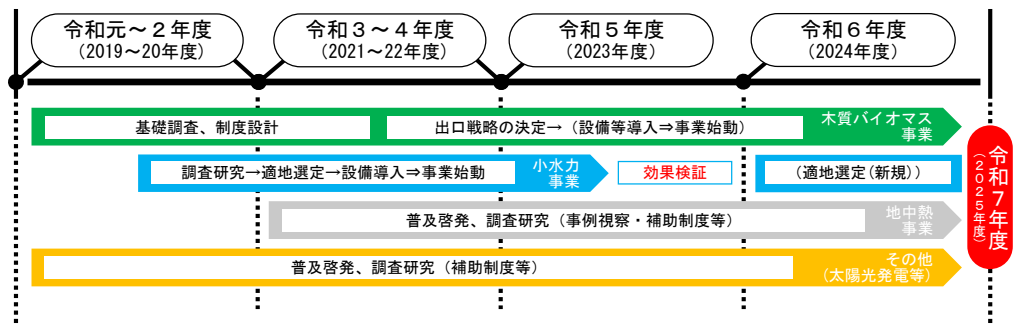 令和元～２年度
(2019～20年度)
令和３～４年度
(2021～22年度)
令和５年度
(2023年度)
令和６年度
(2024年度)
基礎調査、制度設計
出口戦略の決定→（設備等導入⇒事業始動）
木質バイオマス
事業
調査研究→適地選定→設備導入⇒事業始動
小水力
事業
効果検証
(適地選定(新規))
普及啓発、調査研究（事例視察・補助制度等）
地中熱
事業
普及啓発、調査研究（補助制度等）
その他
(太陽光発電等)
令和７年度
(２０２５年度)